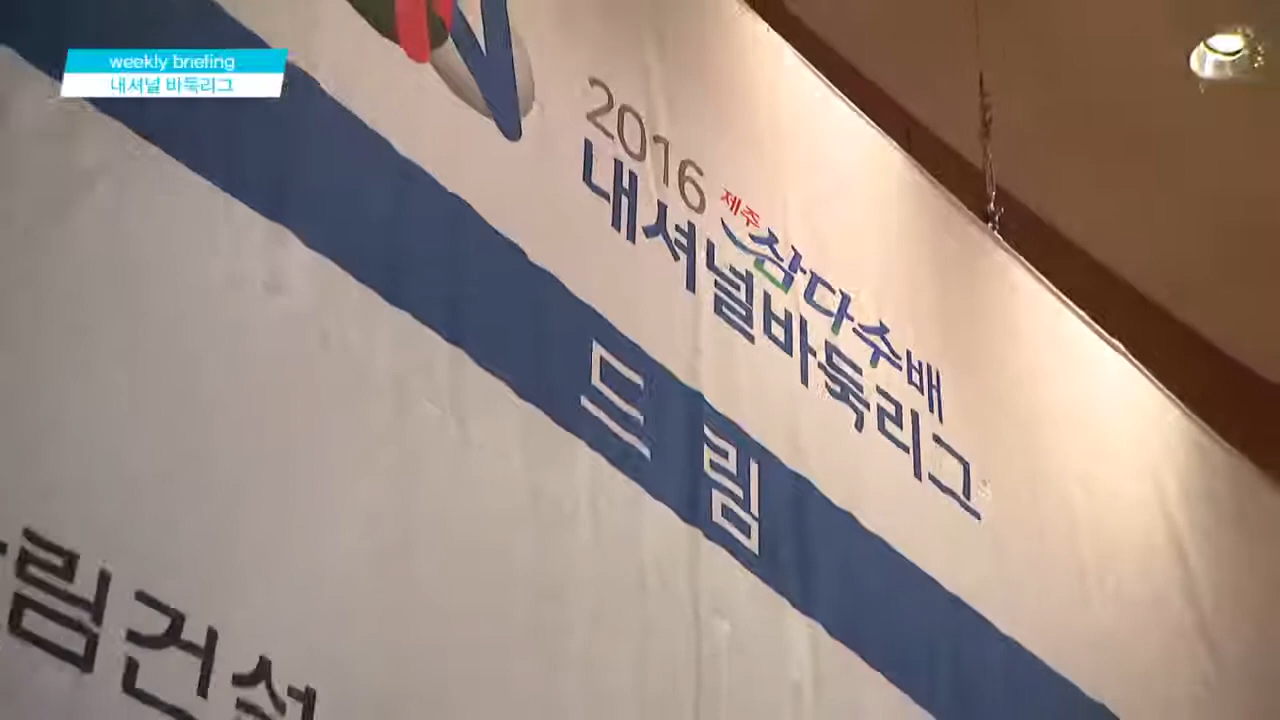 weekly briefing
내셔널 바둑리그
2016 제주 삼다수배
내셔널바둑리그
드림
림건설